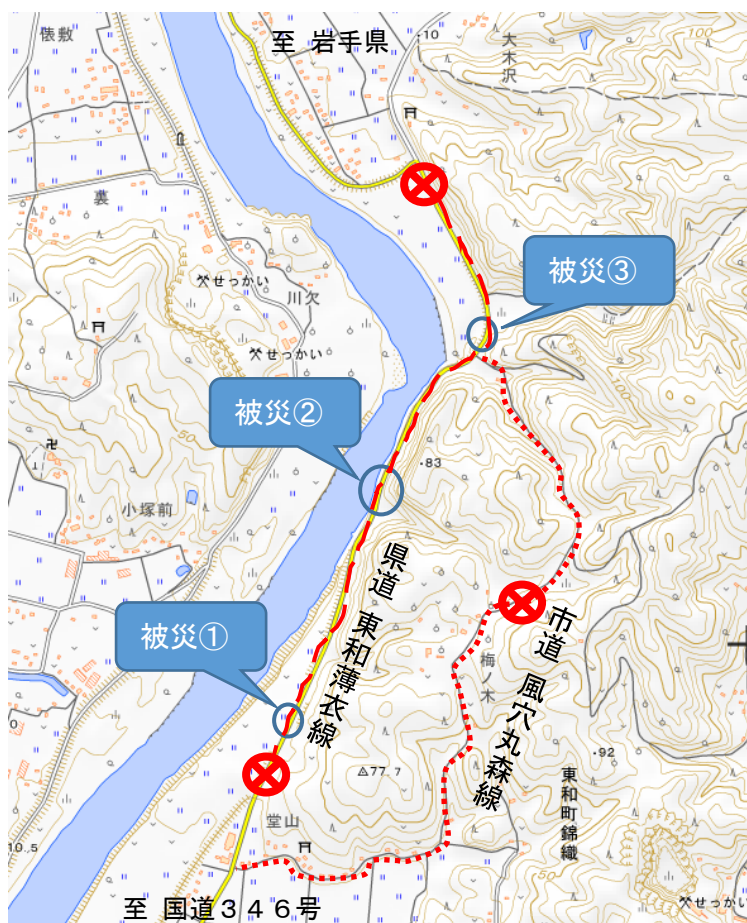 俵敷
至 岩手県
・10
大木沢
100
裏
被災③
せっかい
川欠
せっかい
被災②
50
・83
小塚前
県道 東和薄衣線
被災①
市道 風穴丸森線
梅ノ木
77.7
・92
東和町錦織
堂山
10.5
50
せっかい
至 国道346号